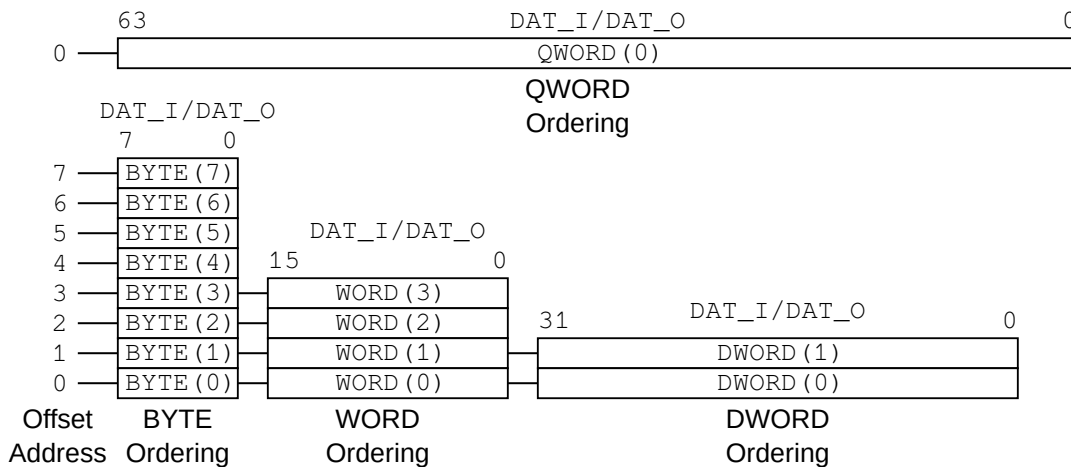 63 DAT_I/DAT_O 0
0 QWORD(0)
QWORD
Ordering
DAT_I/DAT_O
7 0
7 BYTE(7)
6 BYTE(6)
5 BYTE(5) DAT_I/DAT_O
4 BYTE(4) 15 0
3 BYTE(3) WORD(3)
2 BYTE(2) WORD(2) 31 DAT_I/DAT_O 0
1 BYTE(1) WORD(1) DWORD(1)
0 BYTE(0) WORD(0) DWORD(0)
Offset BYTE WORD DWORD
Address Ordering Ordering Ordering